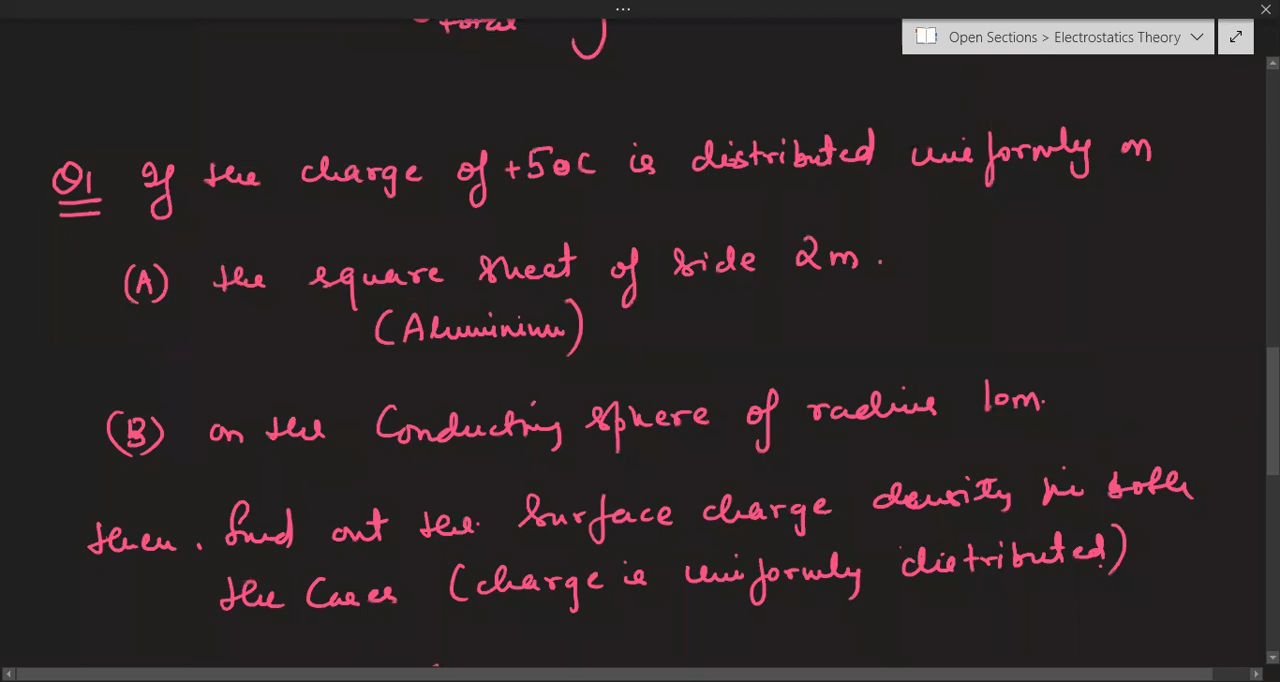 total
Open Sections > Electrostatics Theory
Q1 If the charge of +50C is distributed uniformly on
(A) the square sheet of side 2m.
(Aluminium)
(B) on the Conducting sphere of radius 10m.
then. find out the surface charge density in both
the cases (charge is uniformly distributed)